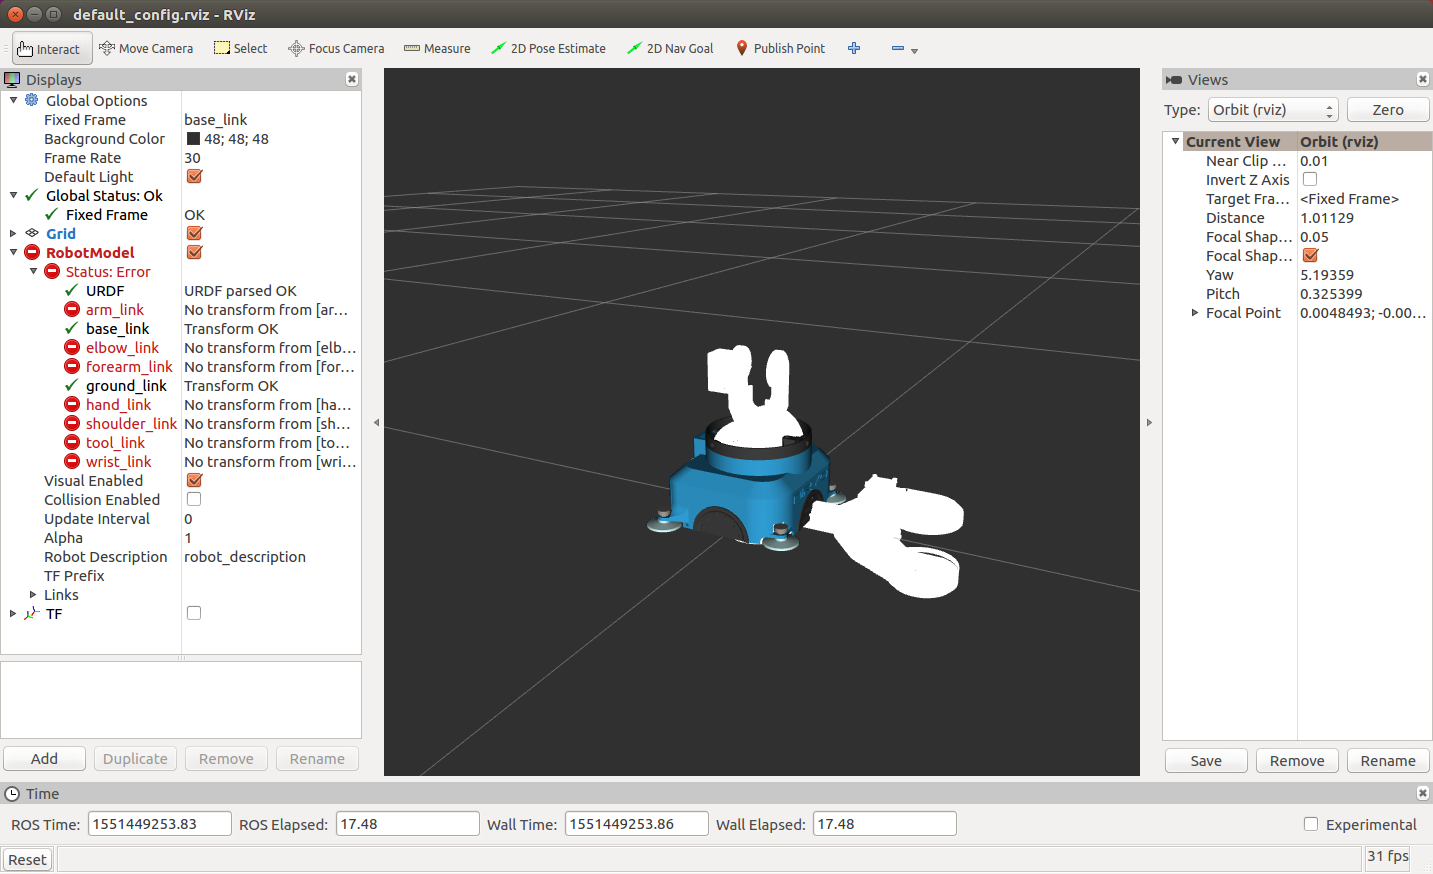 default_config.rviz - RViz
Interact Move Camera Select Focus Camera Measure 2D Pose Estimate 2D Nav Goal Publish Point
Displays
Global Options
Fixed Frame base_link
Background Color 48; 48; 48
Frame Rate 30
Default Light
Global Status: Ok
Fixed Frame OK
Grid
RobotModel
Status: Error
URDF URDF parsed OK
arm_link No transform from [ar...
base_link Transform OK
elbow_link No transform from [elb...
forearm_link No transform from [for...
ground_link Transform OK
hand_link No transform from [ha...
shoulder_link No transform from [sh...
tool_link No transform from [to...
wrist_link No transform from [wri...
Visual Enabled
Collision Enabled
Update Interval 0
Alpha 1
Robot Description robot_description
TF Prefix
Links
TF
Add Duplicate Remove Rename
Views
Type: Orbit (rviz) Zero
Current View Orbit (rviz)
Near Clip ... 0.01
Invert Z Axis
Target Fra... <Fixed Frame>
Distance 1.01129
Focal Shap... 0.05
Focal Shap...
Yaw 5.19359
Pitch 0.325399
Focal Point 0.0048493; -0.00...
Save Remove Rename
Time
ROS Time: 1551449253.83 ROS Elapsed: 17.48 Wall Time: 1551449253.86 Wall Elapsed: 17.48 Experimental
Reset 31 fps